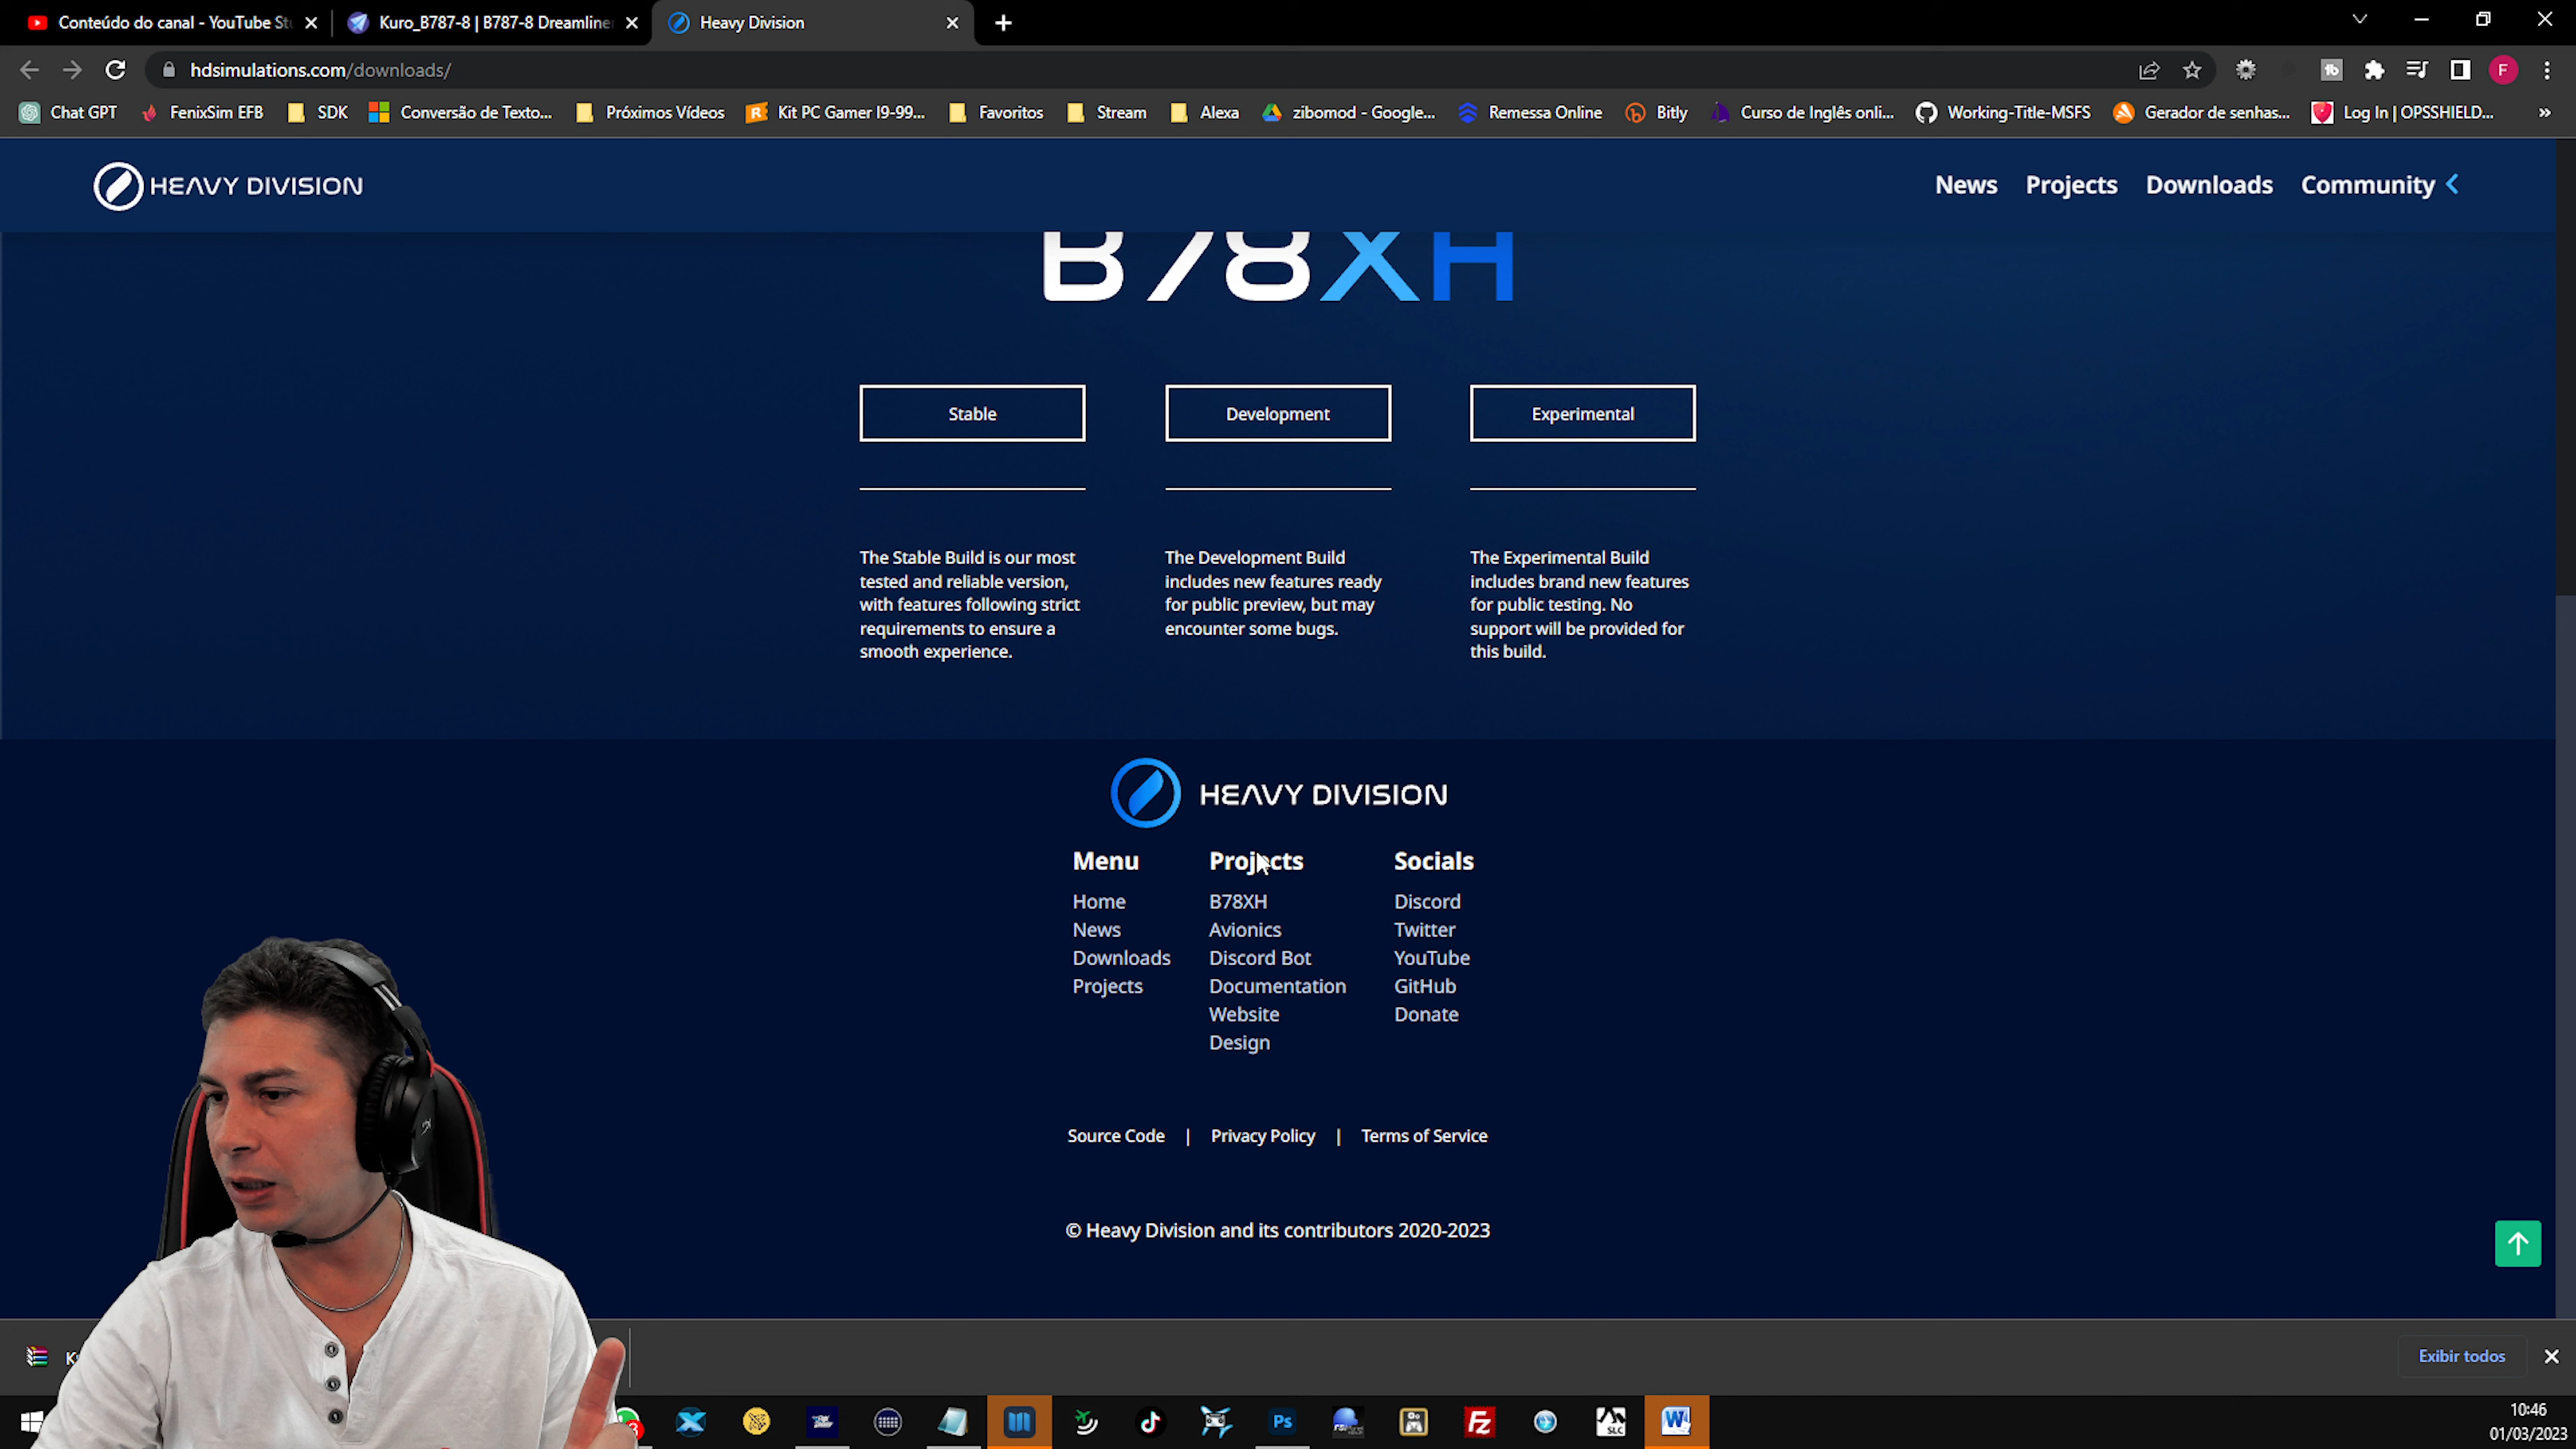 Conteúdo do canal - YouTube Stu
Kuro_B787-8 | B787-8 Dreamliner
Heavy Division
hdsimulations.com/downloads/
F
Chat GPT
FenixSim EFB
SDK
Conversão de Texto...
Próximos Vídeos
Kit PC Gamer I9-99...
Favoritos
Stream
Alexa
zibomod - Google...
Remessa Online
Bitly
Curso de Inglês onli...
Working-Title-MSFS
Gerador de senhas...
Log In | OPSSHIELD...
HEAVY DIVISION
News
Projects
Downloads
Community
B78XH
Stable
Development
Experimental
The Stable Build is our most
tested and reliable version,
with features following strict
requirements to ensure a
smooth experience.
The Development Build
includes new features ready
for public preview, but may
encounter some bugs.
The Experimental Build
includes brand new features
for public testing. No
support will be provided for
this build.
HEAVY DIVISION
Menu
Home
News
Downloads
Projects
Projects
B78XH
Avionics
Discord Bot
Documentation
Website
Design
Socials
Discord
Twitter
YouTube
GitHub
Donate
Source Code | Privacy Policy | Terms of Service
© Heavy Division and its contributors 2020-2023
Exibir todos
3
Ps
Fz
SLC
W
10:46
01/03/2023